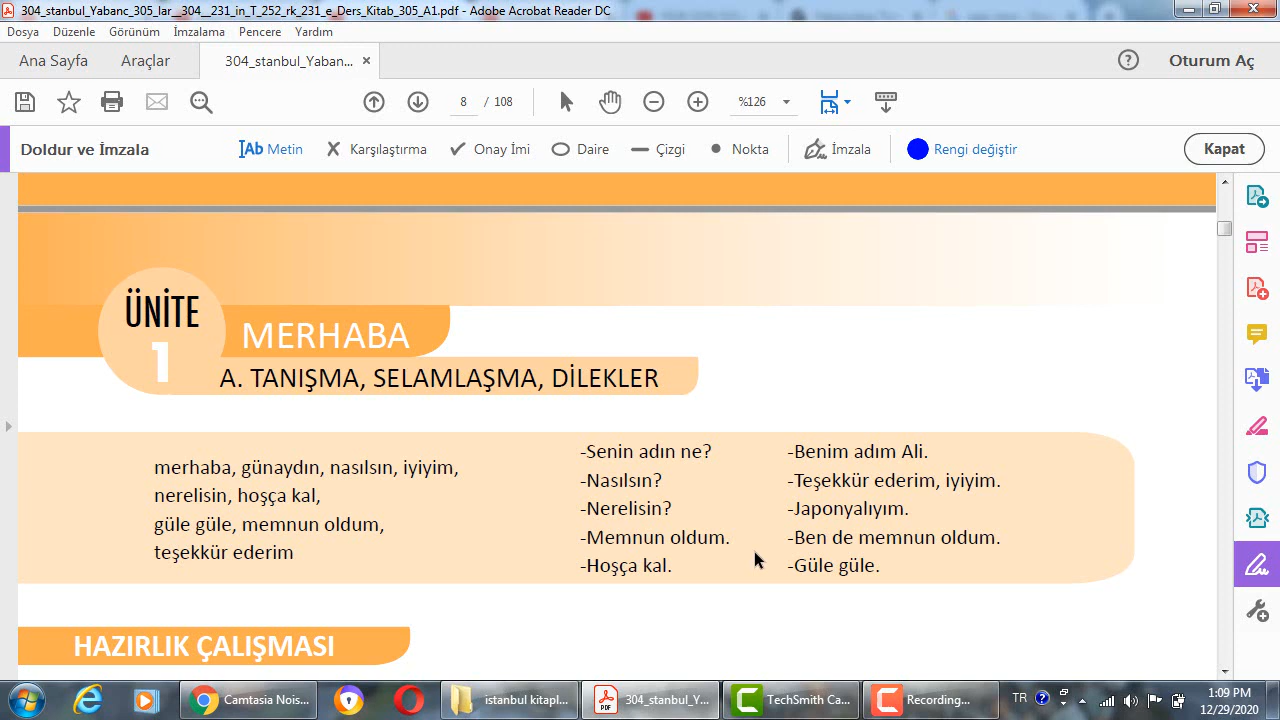 304_stanbul_Yabanc_305_lar__304__231_in_T_252_rk_231_e_Ders_Kitab_305_A1.pdf - Adobe Acrobat Reader DC
Dosya Düzenle Görünüm İmzalama Pencere Yardım
Ana Sayfa Araçlar 304_stanbul_Yaban... × Oturum Aç
8 / 108 %126
Doldur ve İmzala Metin Karşılaştırma Onay İmi Daire Çizgi Nokta İmzala Rengi değiştir Kapat
ÜNİTE
1
MERHABA
A. TANIŞMA, SELAMLAŞMA, DİLEKLER
merhaba, günaydın, nasılsın, iyiyim,
nerelisin, hoşça kal,
güle güle, memnun oldum,
teşekkür ederim
-Senin adın ne? -Benim adım Ali.
-Nasılsın? -Teşekkür ederim, iyiyim.
-Nerelisin? -Japonyalıyım.
-Memnun oldum. -Ben de memnun oldum.
-Hoşça kal. -Güle güle.
HAZIRLIK ÇALIŞMASI
Camtasia Nois... istanbul kitapl... 304_stanbul_Y... TechSmith Ca... Recording... TR 1:09 PM
12/29/2020